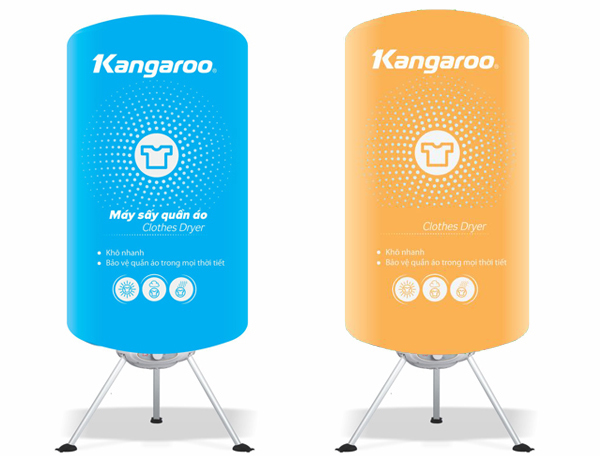 Kangaroo®
Máy sấy quần áo
Clothes Dryer
• Khô nhanh
• Bảo vệ quần áo trong mọi thời tiết
Kangaroo®
Clothes Dryer
• Khô nhanh
• Bảo vệ quần áo trong mọi thời tiết